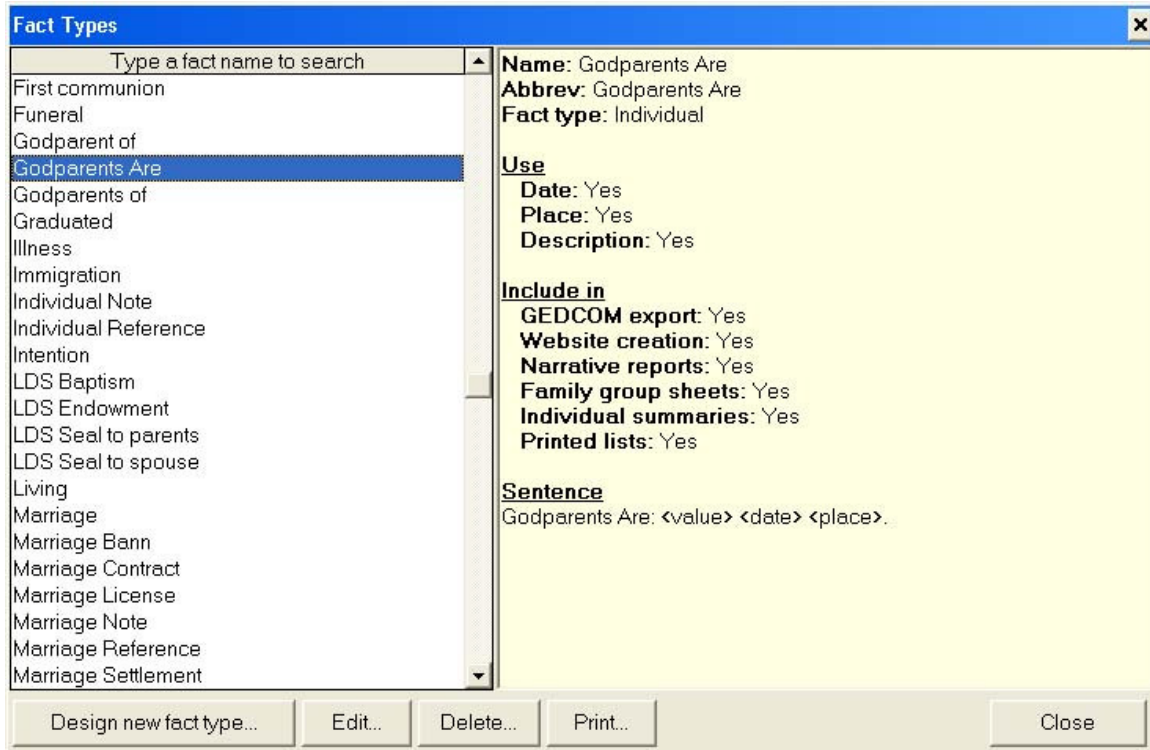 Fact Types
Type a fact name to search
First communion
Funeral
Godparent of
Godparents Are
Godparents of
Graduated
Illness
Immigration
Individual Note
Individual Reference
Intention
LDS Baptism
LDS Endowment
LDS Seal to parents
LDS Seal to spouse
Living
Marriage
Marriage Bann
Marriage Contract
Marriage License
Marriage Note
Marriage Reference
Marriage Settlement
Name: Godparents Are
Abbrev: Godparents Are
Fact type: Individual
Use
Date: Yes
Place: Yes
Description: Yes
Include in
GEDCOM export: Yes
Website creation: Yes
Narrative reports: Yes
Family group sheets: Yes
Individual summaries: Yes
Printed lists: Yes
Sentence
Godparents Are: <value> <date> <place>.
Design new fact type...
Edit...
Delete...
Print...
Close